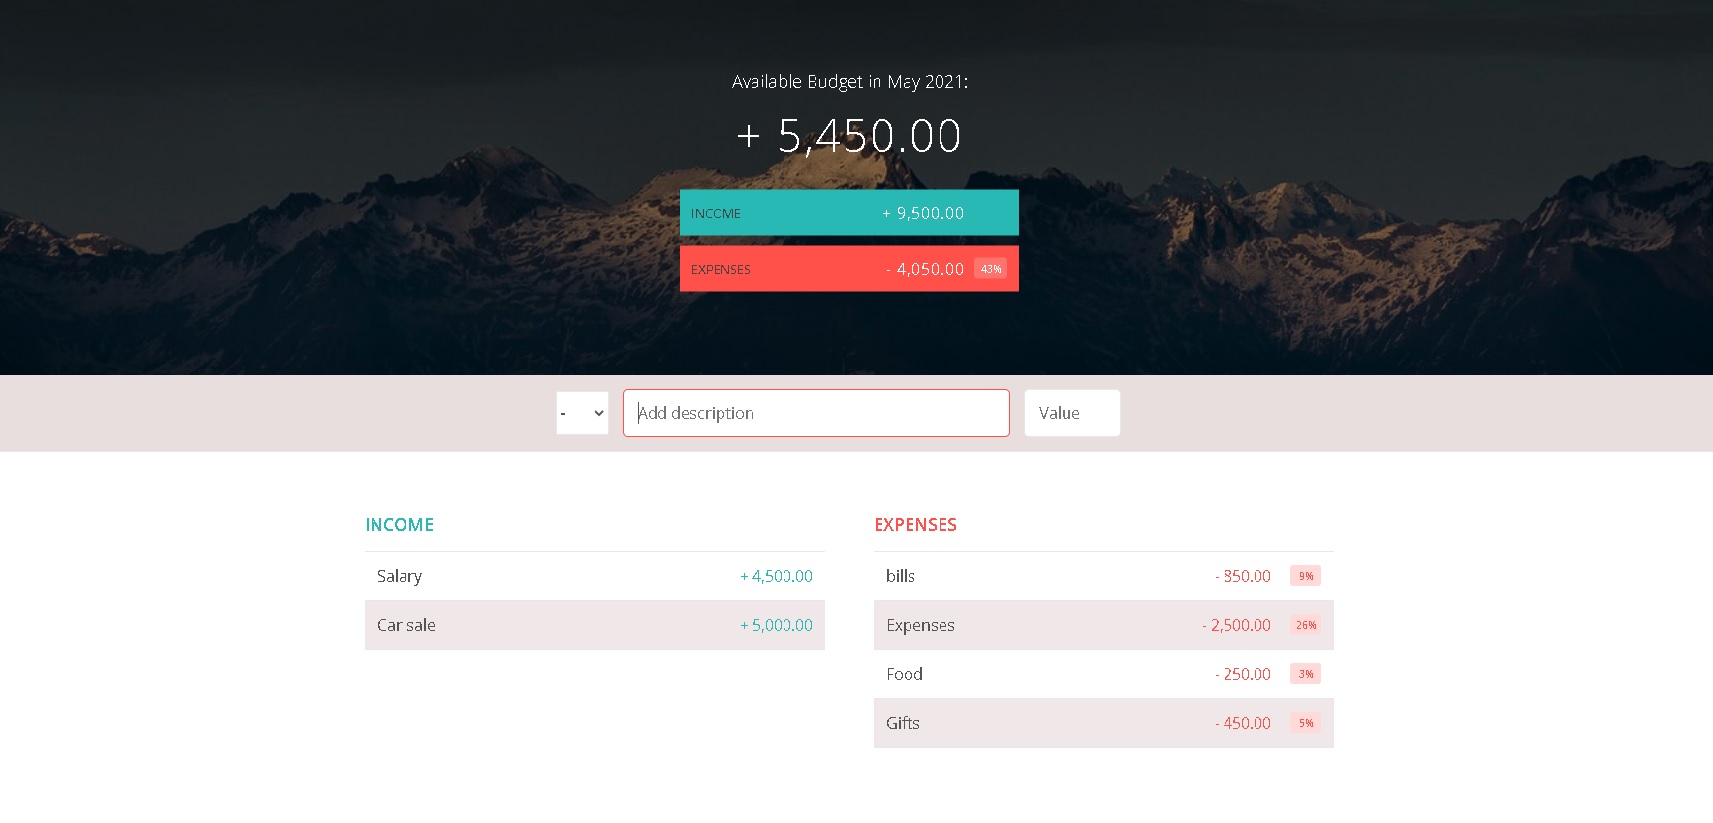 Available Budget in May 2021:
+ 5,450.00
INCOME + 9,500.00
EXPENSES - 4,050.00 43%
- Add description Value
INCOME
Salary + 4,500.00
Car sale + 5,000.00
EXPENSES
bills - 850.00 9%
Expenses - 2,500.00 26%
Food - 250.00 3%
Gifts - 450.00 5%